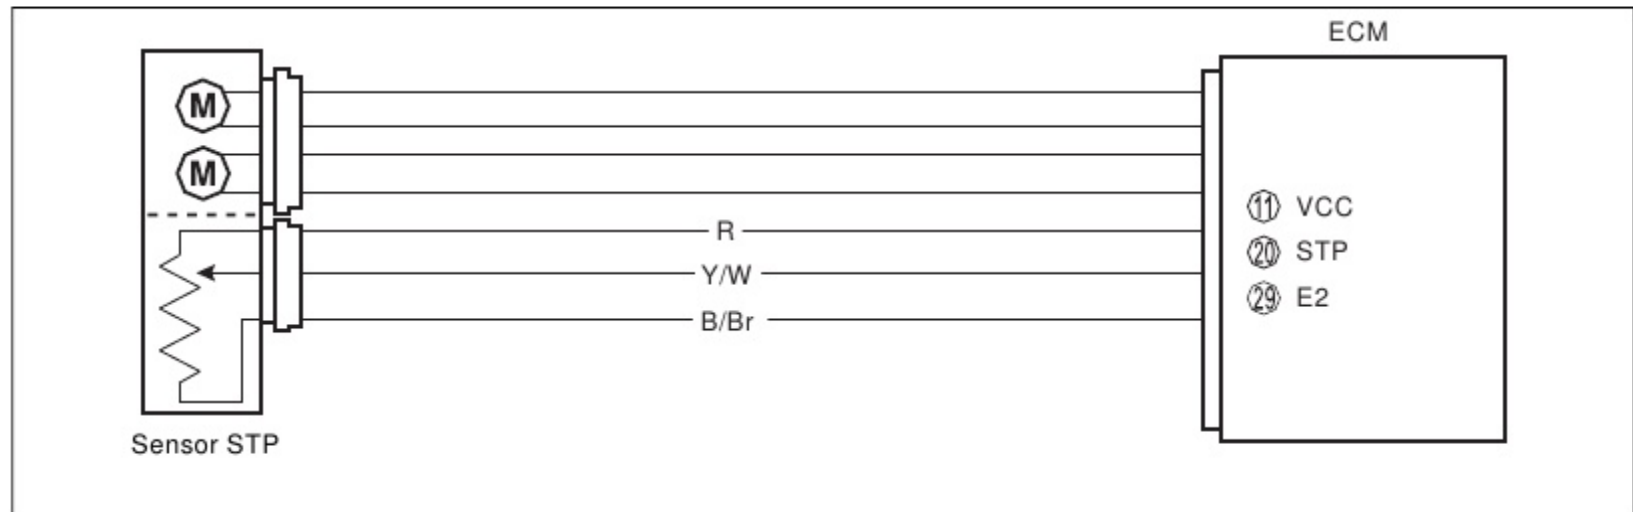 ECM
M
M
R
Y/W
B/Br
11 VCC
20 STP
29 E2
Sensor STP